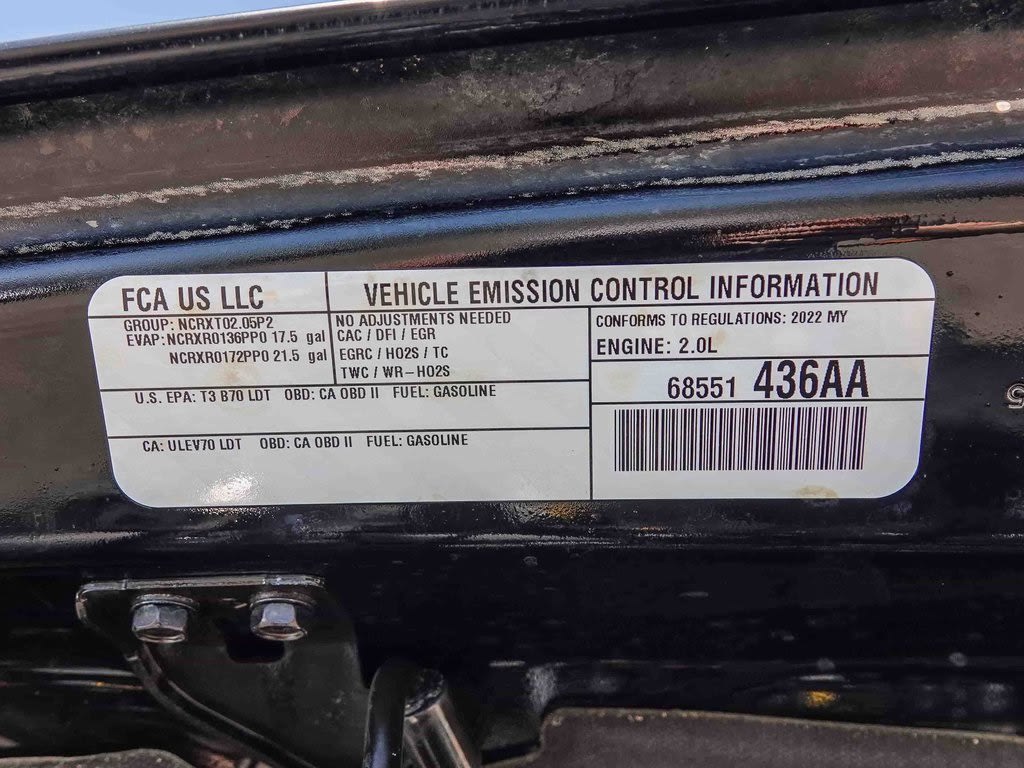 FCA US LLC
VEHICLE EMISSION CONTROL INFORMATION
GROUP: NCRXT02.05P2
EVAP: NCRXR0136PP0 17.5 gal
NCRXR0172PP0 21.5 gal
NO ADJUSTMENTS NEEDED
CAC / DFI / EGR
EGRC / HO2S / TC
TWC / WR-HO2S
CONFORMS TO REGULATIONS: 2022 MY
ENGINE: 2.0L
68551 436AA
U.S. EPA: T3 B70 LDT OBD: CA OBD II FUEL: GASOLINE
CA: ULEV70 LDT OBD: CA OBD II FUEL: GASOLINE